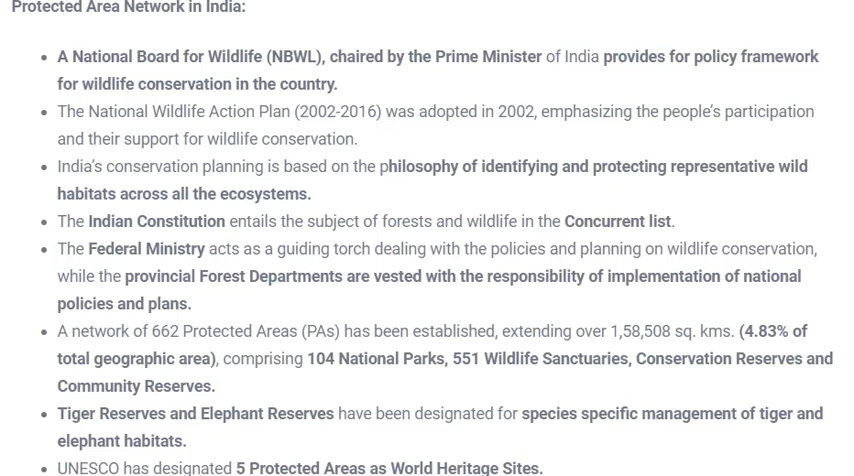 Protected Area Network in India:
A National Board for Wildlife (NBWL), chaired by the Prime Minister of India provides for policy framework
for wildlife conservation in the country.
The National Wildlife Action Plan (2002-2016) was adopted in 2002, emphasizing the people's participation
and their support for wildlife conservation.
India's conservation planning is based on the philosophy of identifying and protecting representative wild
habitats across all the ecosystems.
The Indian Constitution entails the subject of forests and wildlife in the Concurrent list.
The Federal Ministry acts as a guiding torch dealing with the policies and planning on wildlife conservation,
while the provincial Forest Departments are vested with the responsibility of implementation of national
policies and plans.
A network of 662 Protected Areas (PAs) has been established, extending over 1,58,508 sq. kms. (4.83% of
total geographic area), comprising 104 National Parks, 551 Wildlife Sanctuaries, Conservation Reserves and
Community Reserves.
Tiger Reserves and Elephant Reserves have been designated for species specific management of tiger and
elephant habitats.
UNESCO has designated 5 Protected Areas as World Heritage Sites.